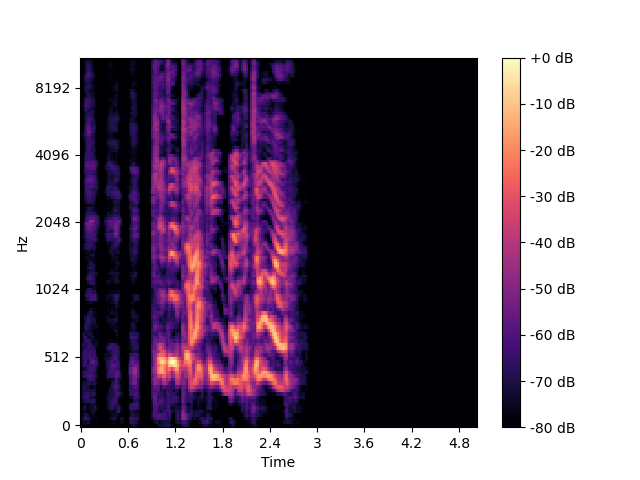 8192
4096
2048
1024
512
0
Hz
0 0.6 1.2 1.8 2.4 3 3.6 4.2 4.8
Time
+0 dB
-10 dB
-20 dB
-30 dB
-40 dB
-50 dB
-60 dB
-70 dB
-80 dB